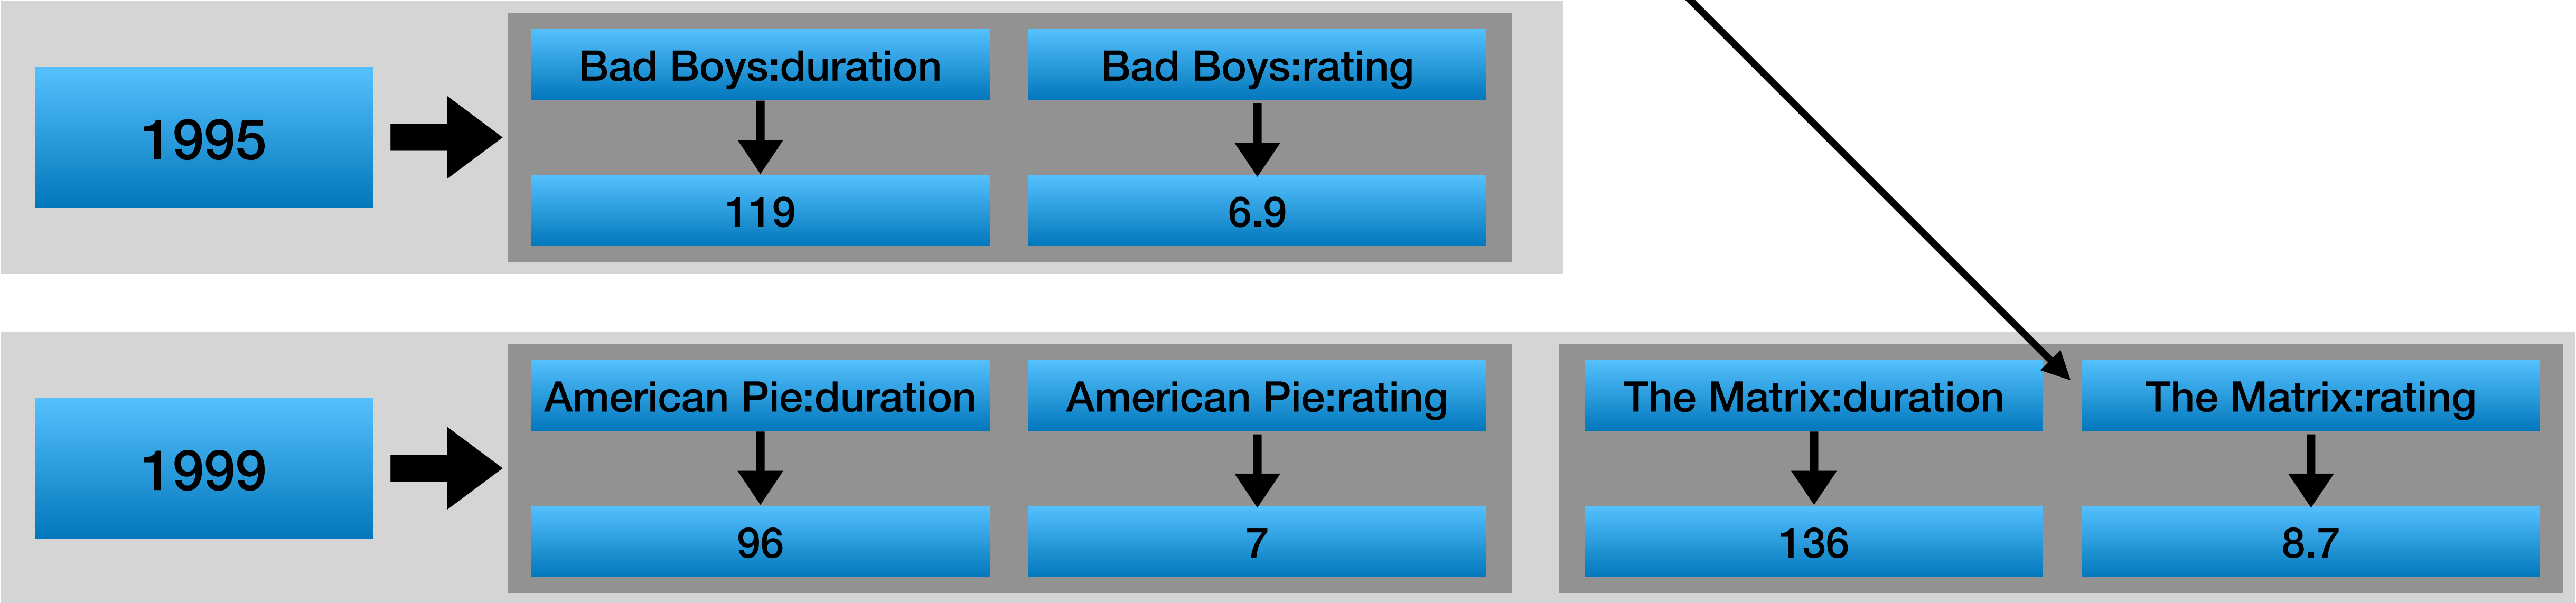 Bad Boys:duration
Bad Boys:rating
1995
119
6.9
American Pie:duration
American Pie:rating
The Matrix:duration
The Matrix:rating
1999
96
7
136
8.7